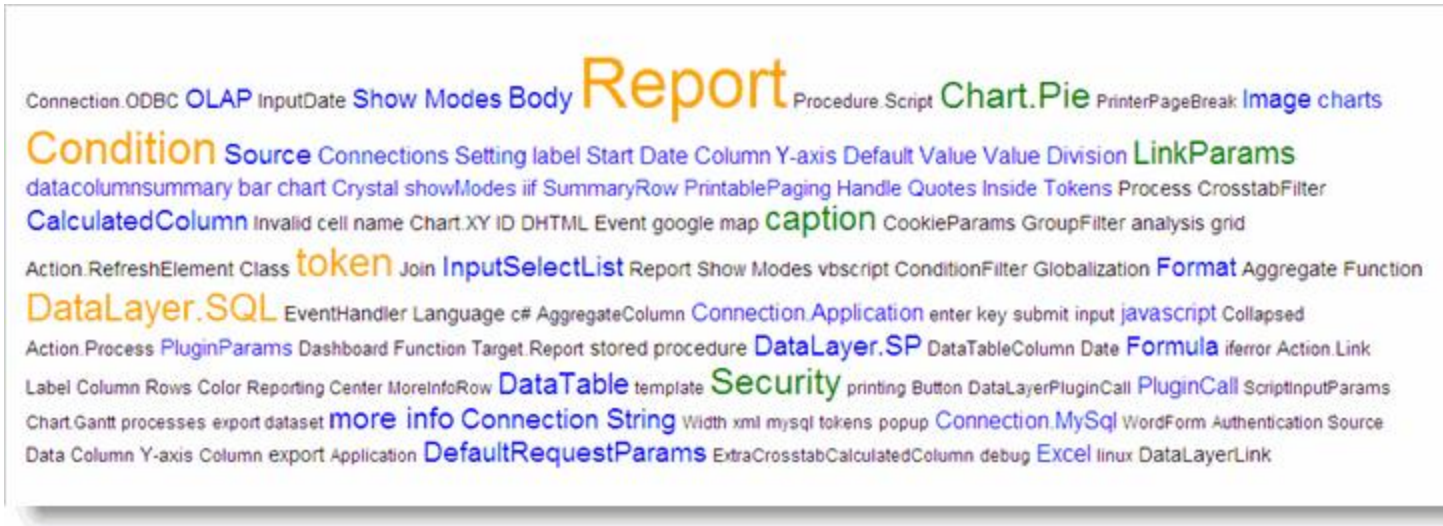 Connection.ODBC OLAP InputDate Show Modes Body Report Procedure.Script Chart.Pie PrinterPageBreak Image charts
Condition Source Connections Setting label Start Date Column Y-axis Default Value Value Division LinkParams
datacolumnsummary bar chart Crystal showModes iif SummaryRow PrintablePaging Handle Quotes Inside Tokens Process CrosstabFilter
CalculatedColumn Invalid cell name Chart.XY ID DHTML Event google map caption CookieParams GroupFilter analysis grid
Action.RefreshElement Class token Join InputSelectList Report Show Modes vbscript ConditionFilter Globalization Format Aggregate Function
DataLayer.SQL EventHandler Language c# AggregateColumn Connection.Application enter key submit input javascript Collapsed
Action.Process PluginParams Dashboard Function Target.Report stored procedure DataLayer.SP DataTableColumn Date Formula iferror Action.Link
Label Column Rows Color Reporting Center MoreInfoRow DataTable template Security printing Button DataLayerPluginCall PluginCall ScriptInputParams
Chart.Gantt processes export dataset more info Connection String Width xml mysql tokens popup Connection.MySql WordForm Authentication Source
Data Column Y-axis Column export Application DefaultRequestParams ExtraCrosstabCalculatedColumn debug Excel linux DataLayerLink